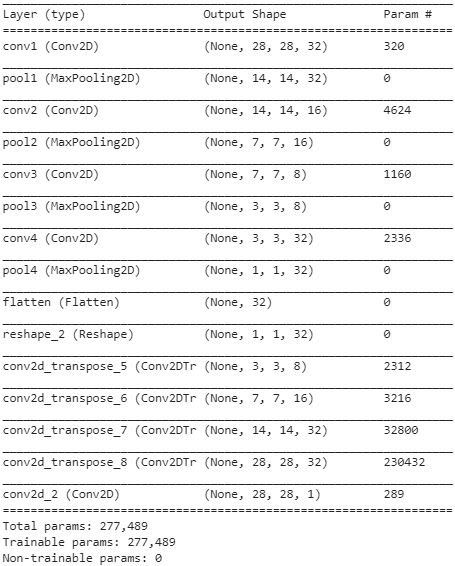 Layer (type) Output Shape Param #
conv1 (Conv2D) (None, 28, 28, 32) 320
pool1 (MaxPooling2D) (None, 14, 14, 32) 0
conv2 (Conv2D) (None, 14, 14, 16) 4624
pool2 (MaxPooling2D) (None, 7, 7, 16) 0
conv3 (Conv2D) (None, 7, 7, 8) 1160
pool3 (MaxPooling2D) (None, 3, 3, 8) 0
conv4 (Conv2D) (None, 3, 3, 32) 2336
pool4 (MaxPooling2D) (None, 1, 1, 32) 0
flatten (Flatten) (None, 32) 0
reshape_2 (Reshape) (None, 1, 1, 32) 0
conv2d_transpose_5 (Conv2DTr (None, 3, 3, 8) 2312
conv2d_transpose_6 (Conv2DTr (None, 7, 7, 16) 3216
conv2d_transpose_7 (Conv2DTr (None, 14, 14, 32) 32800
conv2d_transpose_8 (Conv2DTr (None, 28, 28, 32) 230432
conv2d_2 (Conv2D) (None, 28, 28, 1) 289
Total params: 277,489
Trainable params: 277,489
Non-trainable params: 0